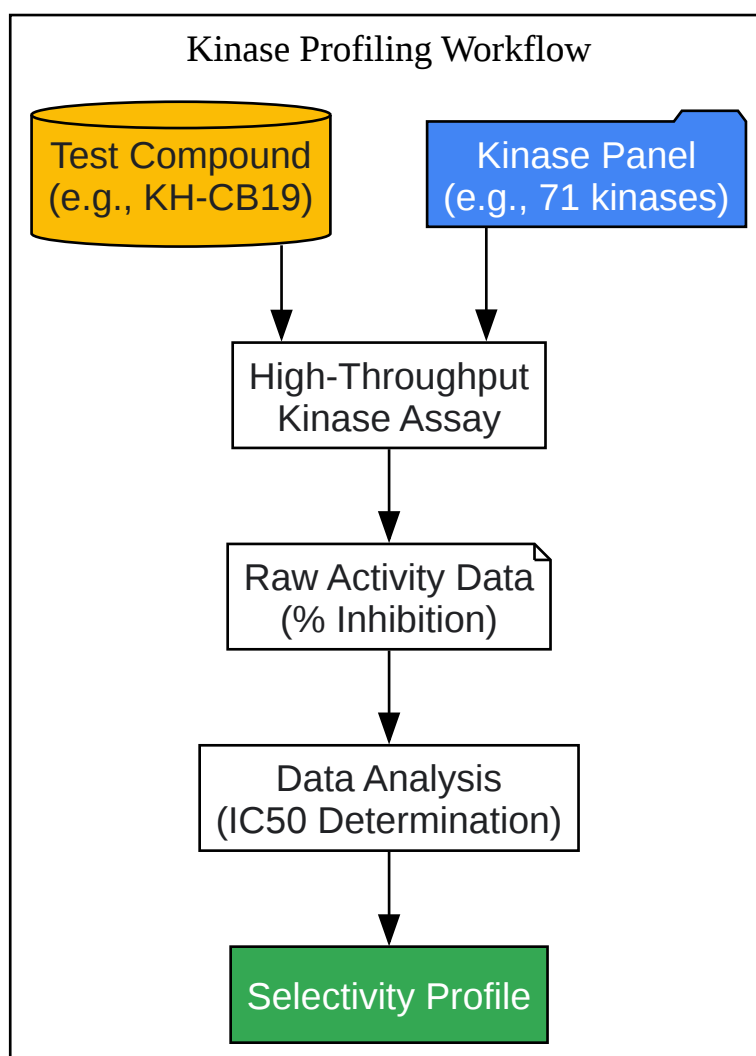 Kinase Profiling Workflow
Test Compound
(e.g., KH-CB19)
Kinase Panel
(e.g., 71 kinases)
High-Throughput
Kinase Assay
Raw Activity Data
(% Inhibition)
Data Analysis
(IC50 Determination)
Selectivity Profile